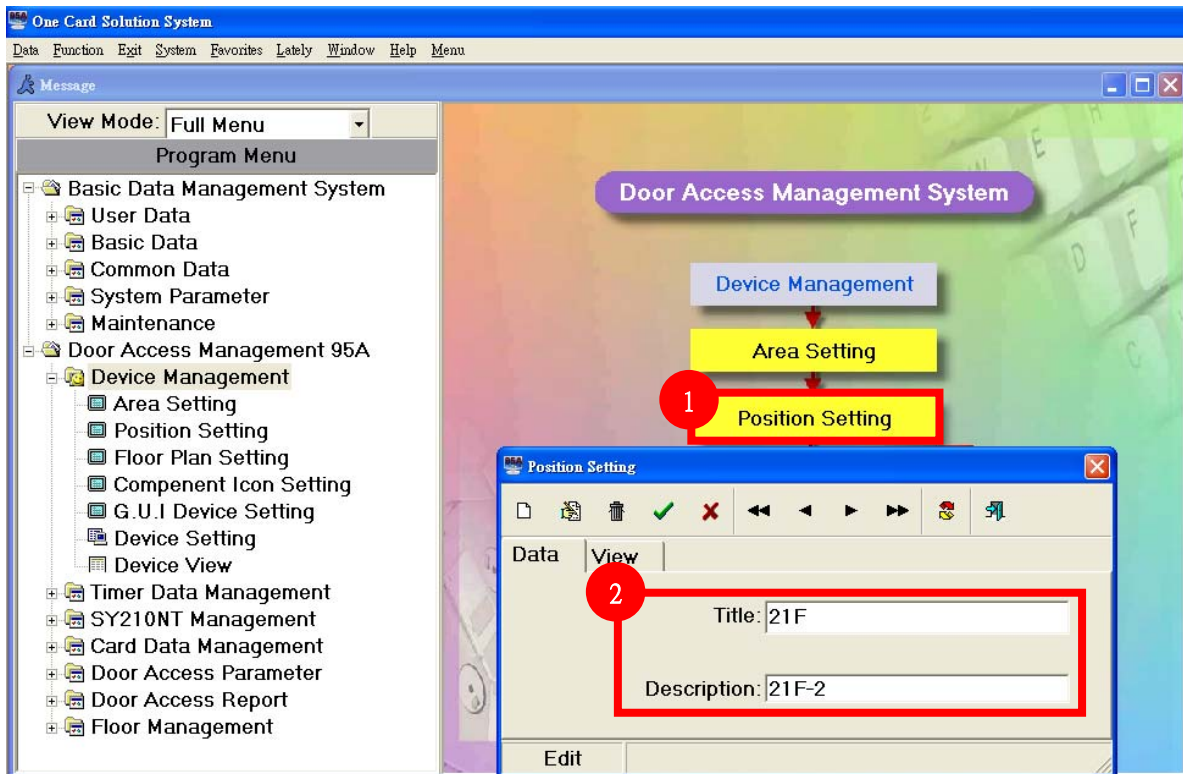 One Card Solution System
Data Function Exit System Favorites Lately Window Help Menu
Message
View Mode: Full Menu
Program Menu
Basic Data Management System
User Data
Basic Data
Common Data
System Parameter
Maintenance
Door Access Management 95A
Device Management
Area Setting
Position Setting
Floor Plan Setting
Compenent Icon Setting
G.U.I Device Setting
Device Setting
Device View
Timer Data Management
SY210NT Management
Card Data Management
Door Access Parameter
Door Access Report
Floor Management
Door Access Management System
Device Management
Area Setting
1
Position Setting
Position Setting
Data View
2
Title: 21F
Description: 21F-2
Edit